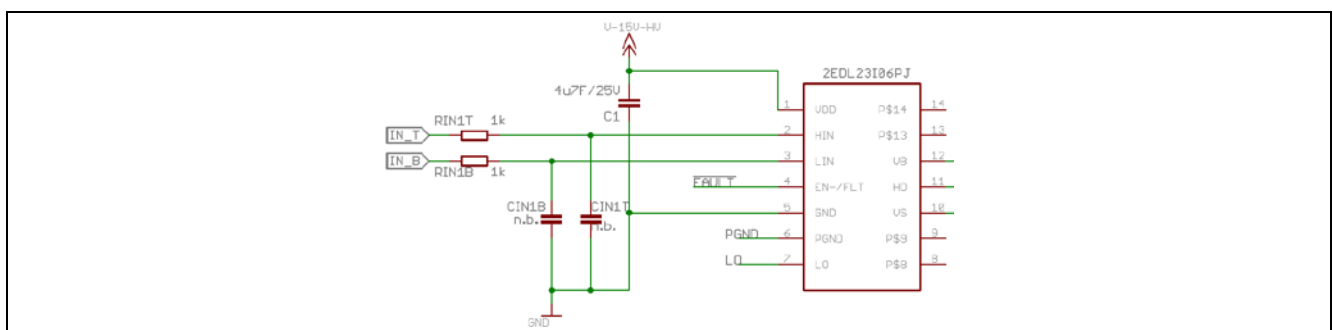 V-15V-HV
2EDL23I06PJ
4u7F/25V
C1
1 VDD P$14 14
RIN1T 1k
IN_T 2 HIN P$13 13
IN_B 3 LIN VB 12
RIN1B 1k
FAULT 4 EN-/FLT HO 11
CIN1B CIN1T 5 GND VS 10
n.b. n.b.
PGND 6 PGND P$9 9
LO 7 LO P$8 8
GND